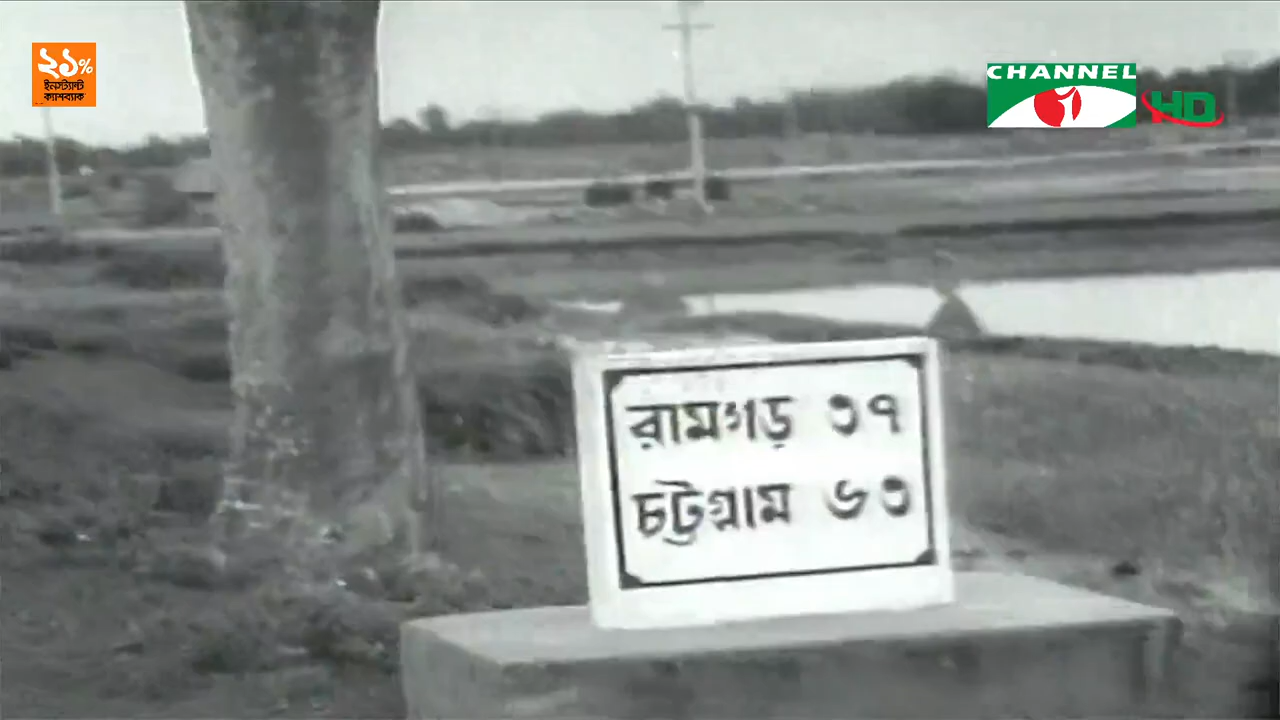 ২১%
ইনস্ট্যান্ট
ক্যাশব্যাক
CHANNEL
i HD
রামগড় ৩৭
চট্টগ্রাম ৬৩